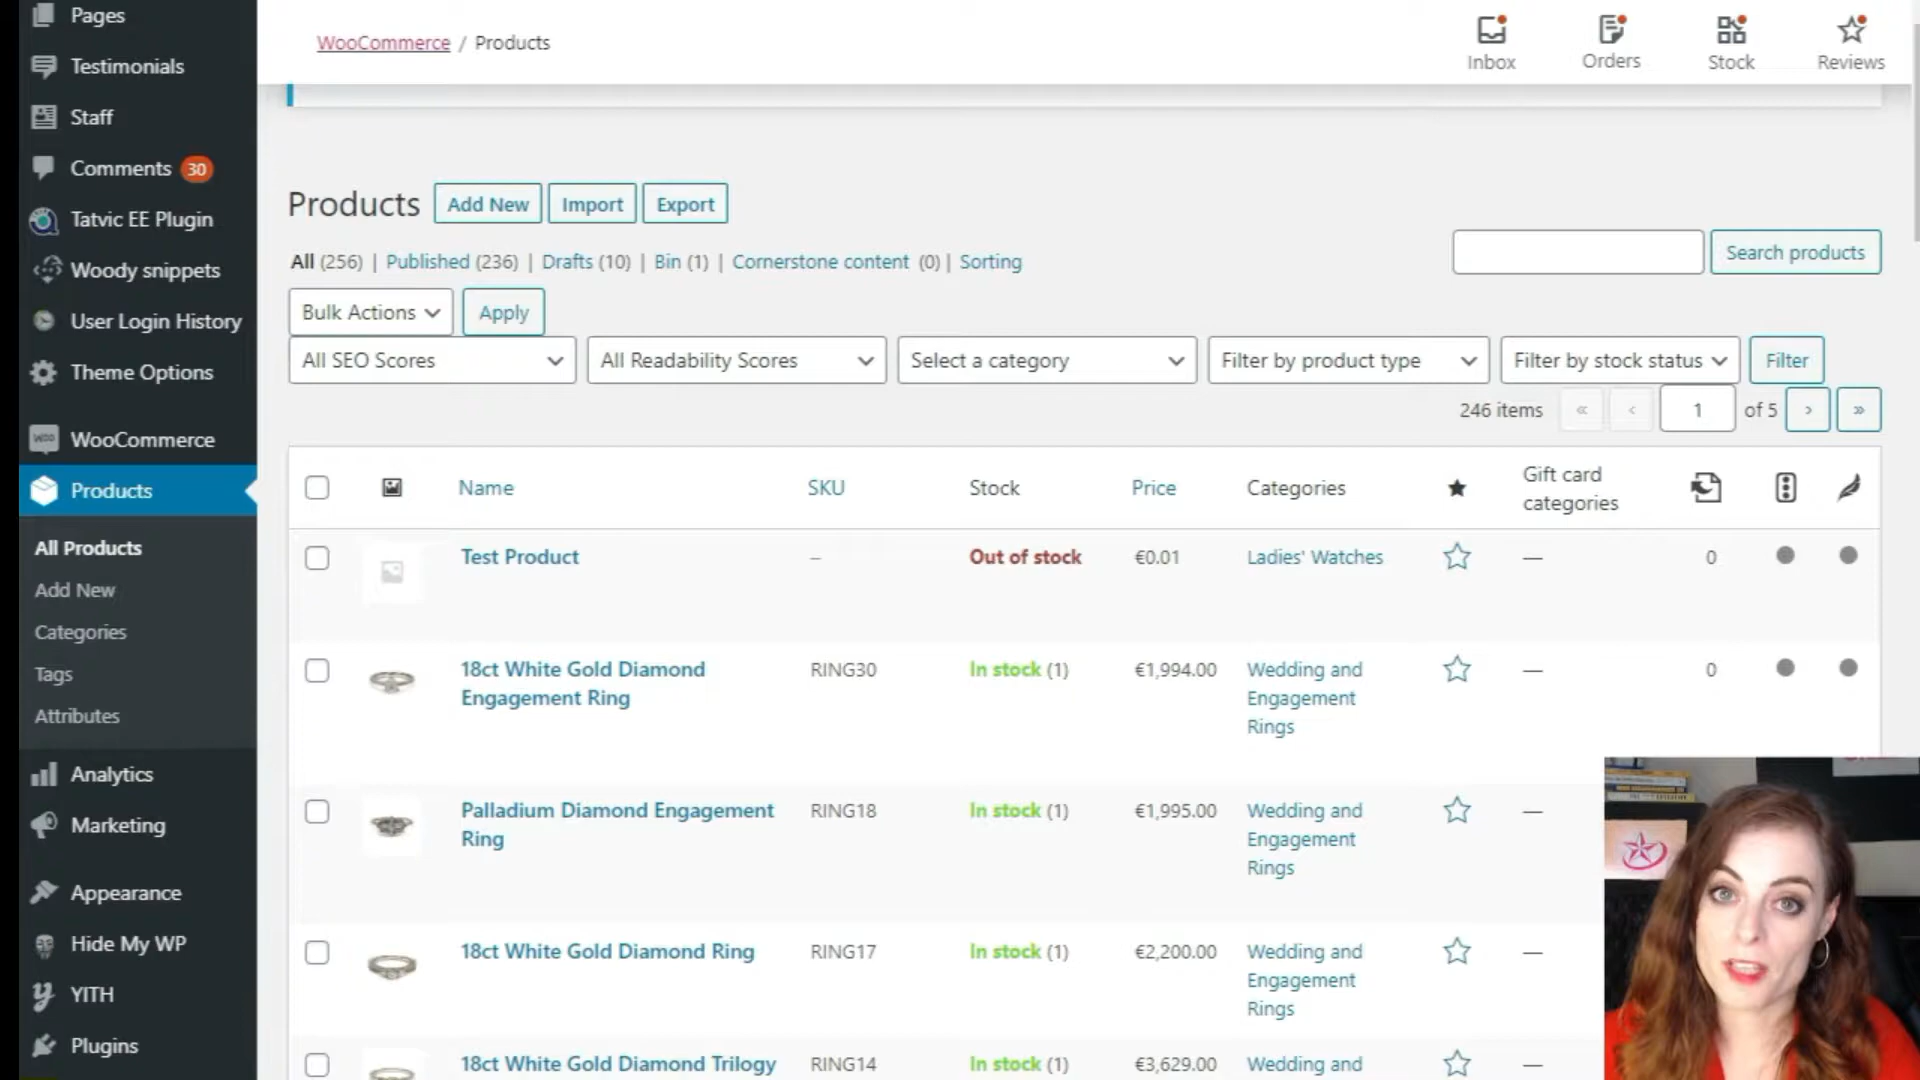 Pages
Testimonials
Staff
Comments 30
Tatvic EE Plugin
Woody snippets
User Login History
Theme Options
WooCommerce
Products
All Products
Add New
Categories
Tags
Attributes
Analytics
Marketing
Appearance
Hide My WP
YITH
Plugins
WooCommerce / Products
Inbox
Orders
Stock
Reviews
Products Add New Import Export
All (256) | Published (236) | Drafts (10) | Bin (1) | Cornerstone content (0) | Sorting
Search products
Bulk Actions Apply
All SEO Scores All Readability Scores Select a category Filter by product type Filter by stock status Filter
246 items « ‹ 1 of 5 › »
Name SKU Stock Price Categories ★ Gift card
categories
Test Product – Out of stock €0.01 Ladies' Watches — 0
18ct White Gold Diamond RING30 In stock (1) €1,994.00 Wedding and — 0
Engagement Ring Engagement
Rings
Palladium Diamond Engagement RING18 In stock (1) €1,995.00 Wedding and —
Ring Engagement
Rings
18ct White Gold Diamond Ring RING17 In stock (1) €2,200.00 Wedding and —
Engagement
Rings
18ct White Gold Diamond Trilogy RING14 In stock (1) €3,629.00 Wedding and —